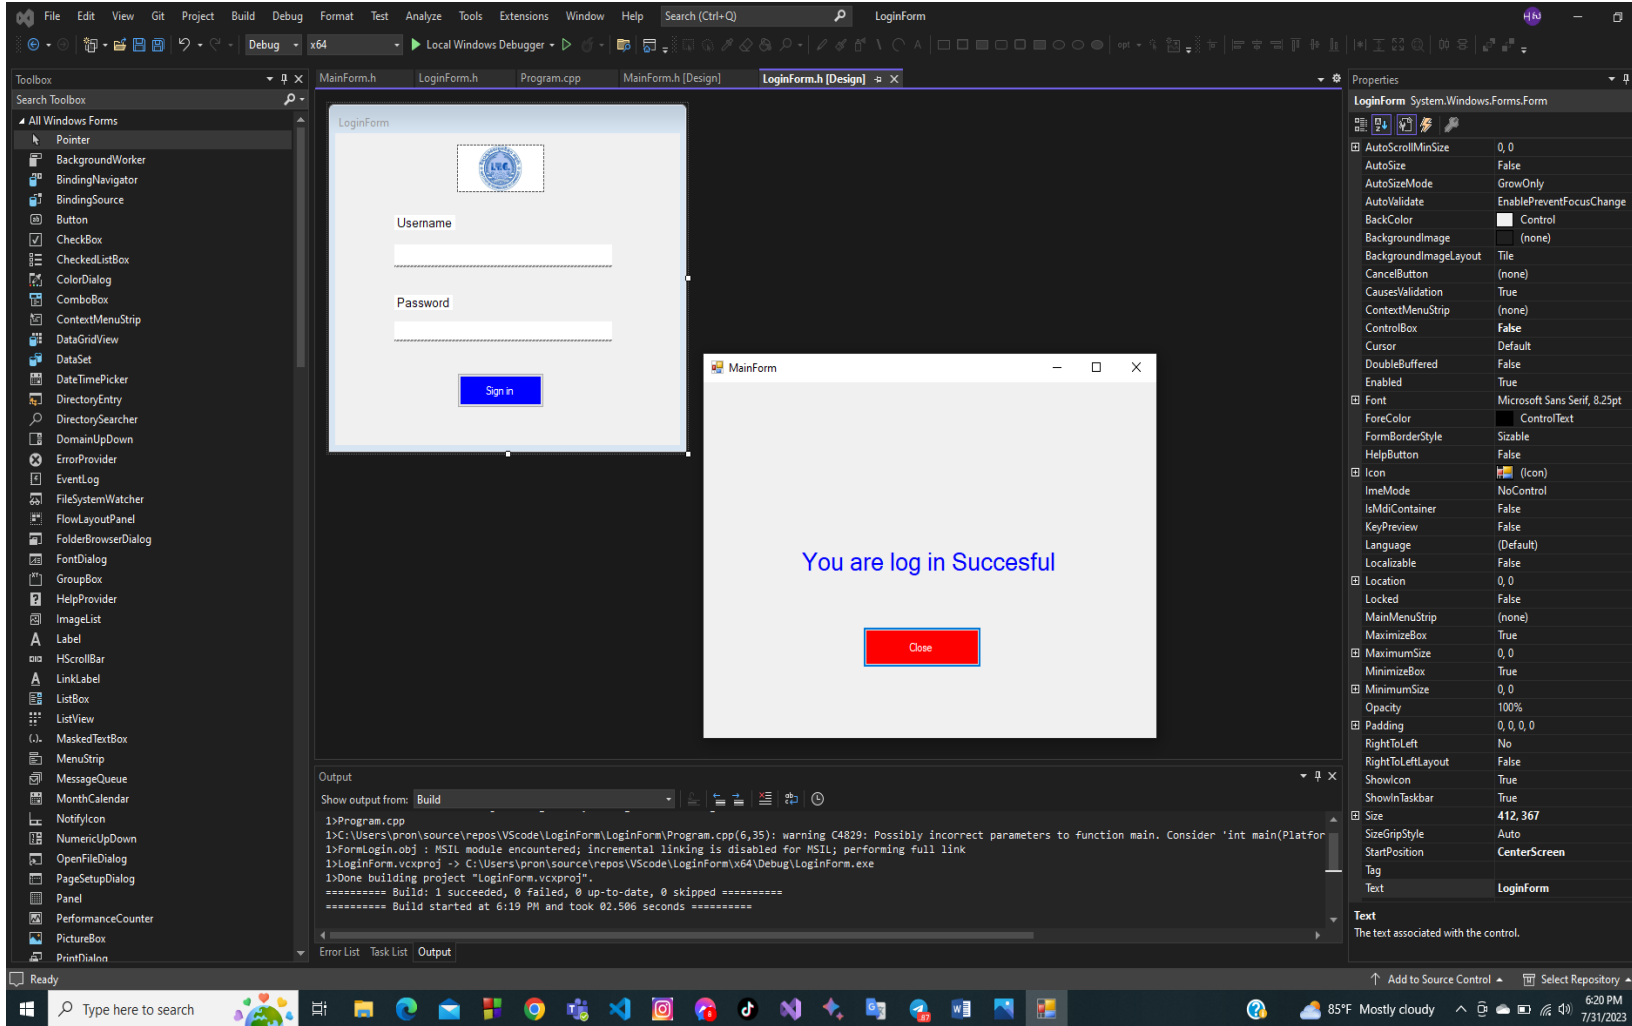 File Edit View Git Project Build Debug Format Test Analyze Tools Extensions Window Help Search (Ctrl+Q) LoginForm
Debug x64 Local Windows Debugger
Toolbox
Search Toolbox
All Windows Forms
Pointer
BackgroundWorker
BindingNavigator
BindingSource
Button
CheckBox
CheckedListBox
ColorDialog
ComboBox
ContextMenuStrip
DataGridView
DataSet
DateTimePicker
DirectoryEntry
DirectorySearcher
DomainUpDown
ErrorProvider
EventLog
FileSystemWatcher
FlowLayoutPanel
FolderBrowserDialog
FontDialog
GroupBox
HelpProvider
ImageList
Label
HScrollBar
LinkLabel
ListBox
ListView
MaskedTextBox
MenuStrip
MessageQueue
MonthCalendar
NotifyIcon
NumericUpDown
OpenFileDialog
PageSetupDialog
Panel
PerformanceCounter
PictureBox
PrintDialog
MainForm.h LoginForm.h Program.cpp MainForm.h [Design] LoginForm.h [Design]
LoginForm
Username
Password
Sign in
MainForm
You are log in Succesful
Close
Output
Show output from: Build
1>Program.cpp
1>C:\Users\pron\source\repos\VScode\LoginForm\LoginForm\Program.cpp(6,35): warning C4829: Possibly incorrect parameters to function main. Consider 'int main(Platfor
1>FormLogin.obj : MSIL module encountered; incremental linking is disabled for MSIL; performing full link
1>LoginForm.vcxproj -> C:\Users\pron\source\repos\VScode\LoginForm\x64\Debug\LoginForm.exe
1>Done building project "LoginForm.vcxproj".
========== Build: 1 succeeded, 0 failed, 0 up-to-date, 0 skipped ==========
========== Build started at 6:19 PM and took 02.506 seconds ==========
Error List Task List Output
Properties
LoginForm System.Windows.Forms.Form
AutoScrollMinSize 0, 0
AutoSize False
AutoSizeMode GrowOnly
AutoValidate EnablePreventFocusChange
BackColor Control
BackgroundImage (none)
BackgroundImageLayout Tile
CancelButton (none)
CausesValidation True
ContextMenuStrip (none)
ControlBox False
Cursor Default
DoubleBuffered False
Enabled True
Font Microsoft Sans Serif, 8.25pt
ForeColor ControlText
FormBorderStyle Sizable
HelpButton False
Icon (Icon)
ImeMode NoControl
IsMdiContainer False
KeyPreview False
Language (Default)
Localizable False
Location 0, 0
Locked False
MainMenuStrip (none)
MaximizeBox True
MaximumSize 0, 0
MinimizeBox True
MinimumSize 0, 0
Opacity 100%
Padding 0, 0, 0, 0
RightToLeft No
RightToLeftLayout False
ShowIcon True
ShowInTaskbar True
Size 412, 367
SizeGripStyle Auto
StartPosition CenterScreen
Tag
Text LoginForm
Text
The text associated with the control.
Ready Add to Source Control Select Repository
Type here to search 85°F Mostly cloudy 6:20 PM
7/31/2023